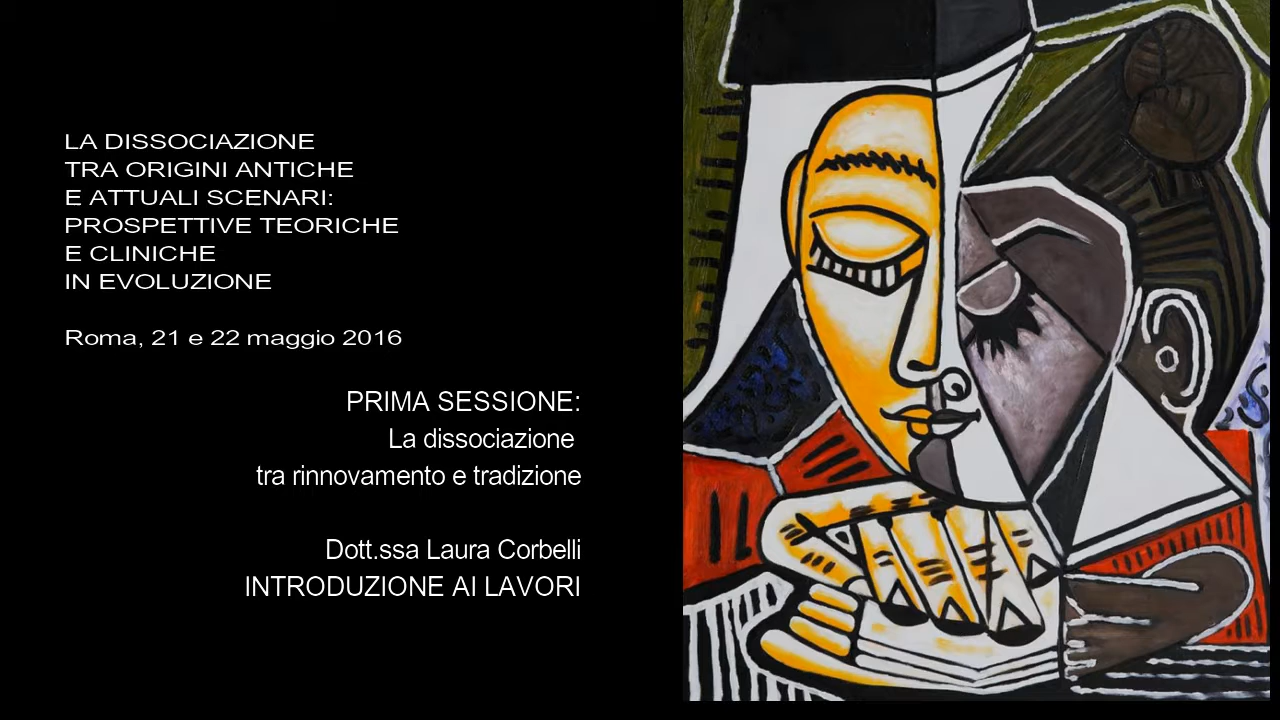 LA DISSOCIAZIONE
TRA ORIGINI ANTICHE
E ATTUALI SCENARI:
PROSPETTIVE TEORICHE
E CLINICHE
IN EVOLUZIONE
Roma, 21 e 22 maggio 2016
PRIMA SESSIONE:
La dissociazione
tra rinnovamento e tradizione
Dott.ssa Laura Corbelli
INTRODUZIONE AI LAVORI